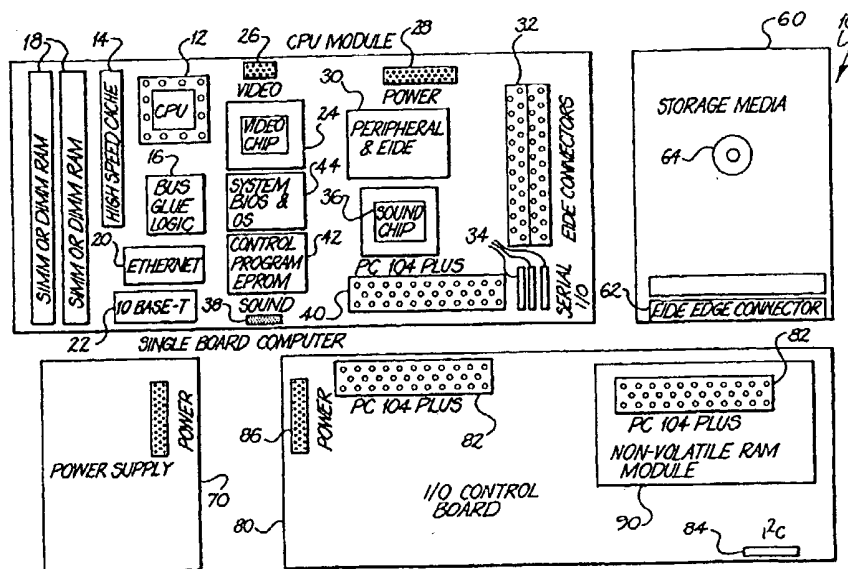 CPU MODULE
18
14
12
26
28
32
60
10
SIMM OR DIMM RAM
SIMM OR DIMM RAM
HIGH SPEED CACHE
CPU
VIDEO
POWER
30
VIDEO
CHIP
24
PERIPHERAL
& EIDE
EIDE CONNECTORS
STORAGE MEDIA
64
16
BUS
GLUE
LOGIC
44
SYSTEM
BIOS &
OS
36
SOUND
CHIP
20
ETHERNET
CONTROL
PROGRAM
EPROM
42
PC 104 PLUS
34
SERIAL
I/O
22
10 BASE-T
38
SOUND
40
62
EIDE EDGE CONNECTOR
SINGLE BOARD COMPUTER
POWER
POWER SUPPLY
70
86
POWER
PC 104 PLUS
82
I/O CONTROL
BOARD
80
82
PC 104 PLUS
NON-VOLATILE RAM
MODULE
90
84
I²C